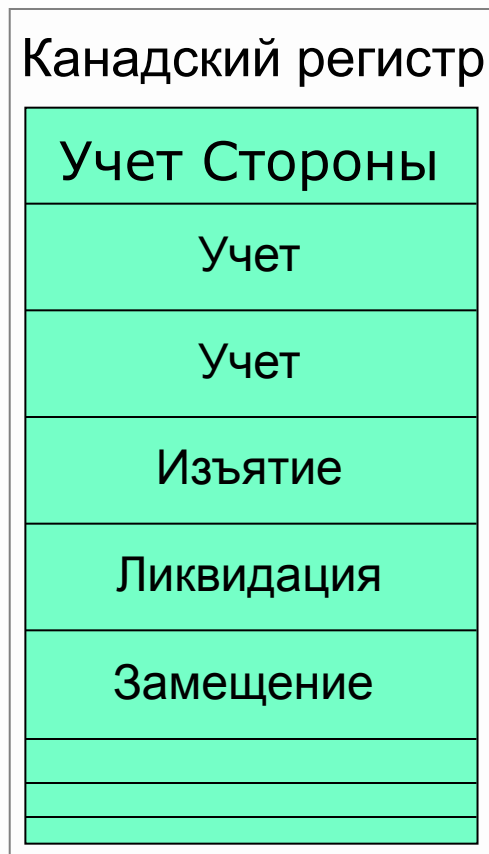 Канадский регистр
Учет Стороны
Учет
Учет
Изъятие
Ликвидация
Замещение